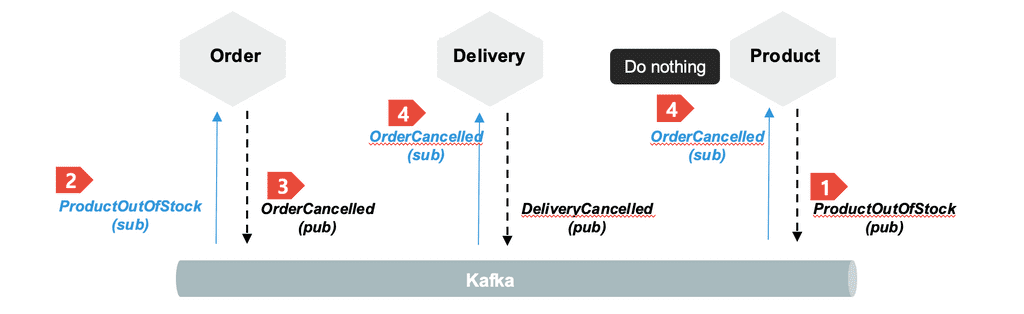 Order
Delivery
Do nothing
Product
4
OrderCancelled
(sub)
4
OrderCancelled
(sub)
2
ProductOutOfStock
(sub)
3
OrderCancelled
(pub)
DeliveryCancelled
(pub)
1
ProductOutOfStock
(pub)
Kafka